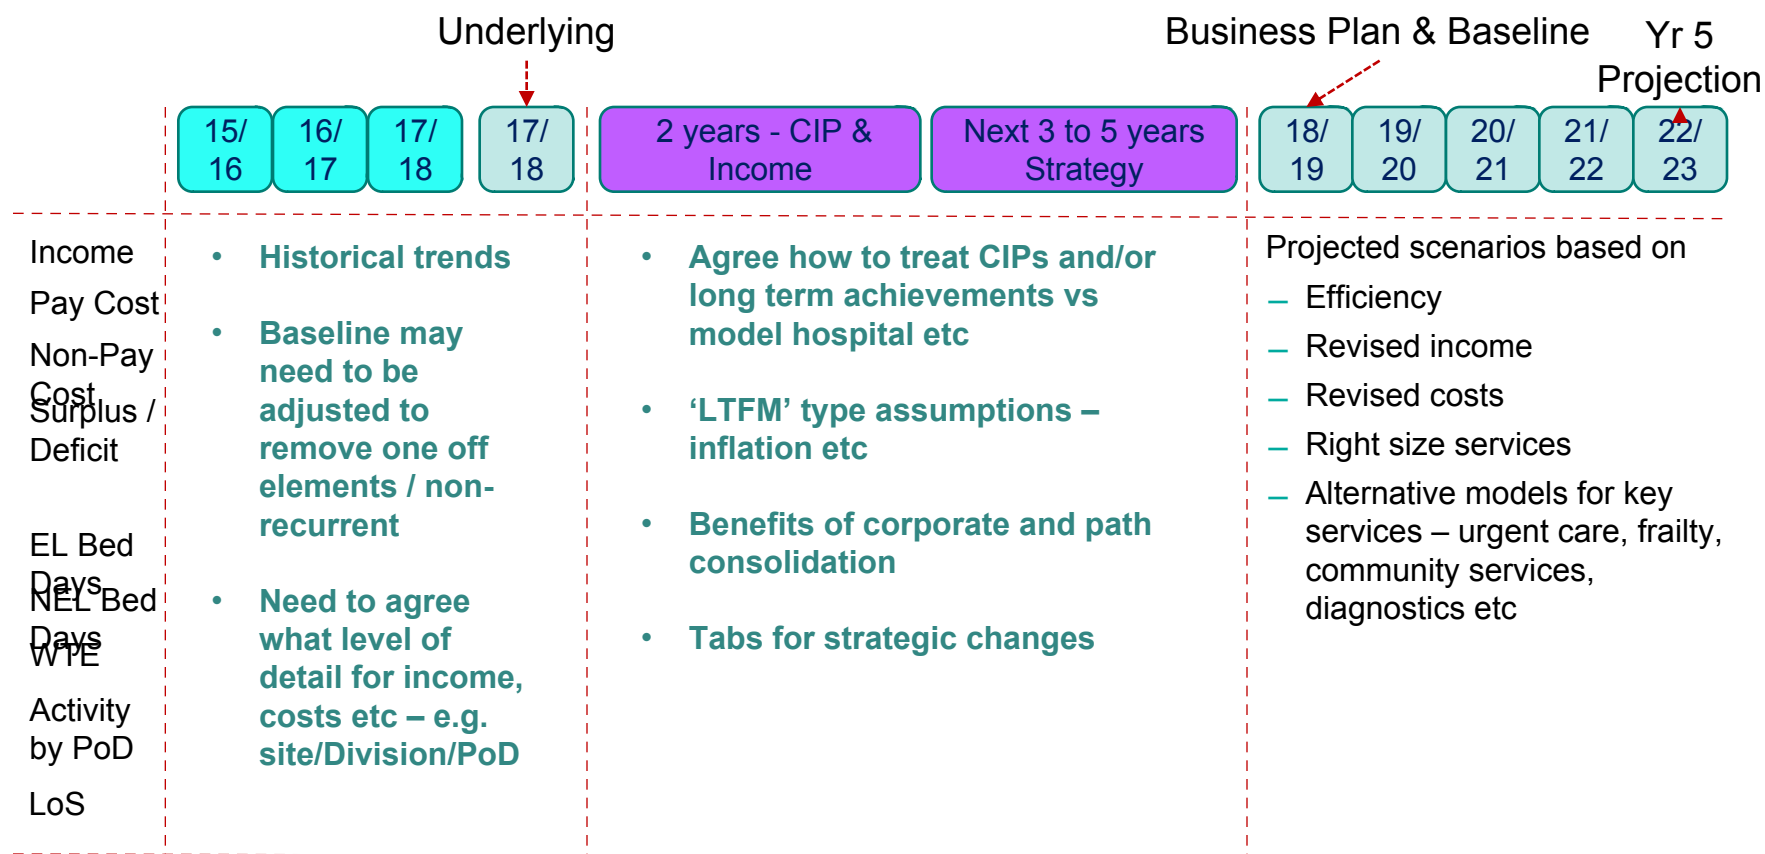 Underlying
Business Plan & Baseline
Yr 5
Projection
15/
16
16/
17
17/
18
17/
18
2 years - CIP &
Income
Next 3 to 5 years
Strategy
18/
19
19/
20
20/
21
21/
22
22/
23
Income
Pay Cost
Non-Pay
Cost
Surplus /
Deficit
EL Bed
Days
NEL Bed
Days
WTE
Activity
by PoD
LoS
• Historical trends
• Baseline may
need to be
adjusted to
remove one off
elements / non-
recurrent
• Need to agree
what level of
detail for income,
costs etc – e.g.
site/Division/PoD
• Agree how to treat CIPs and/or
long term achievements vs
model hospital etc
• ‘LTFM’ type assumptions –
inflation etc
• Benefits of corporate and path
consolidation
• Tabs for strategic changes
Projected scenarios based on
– Efficiency
– Revised income
– Revised costs
– Right size services
– Alternative models for key
services – urgent care, frailty,
community services,
diagnostics etc